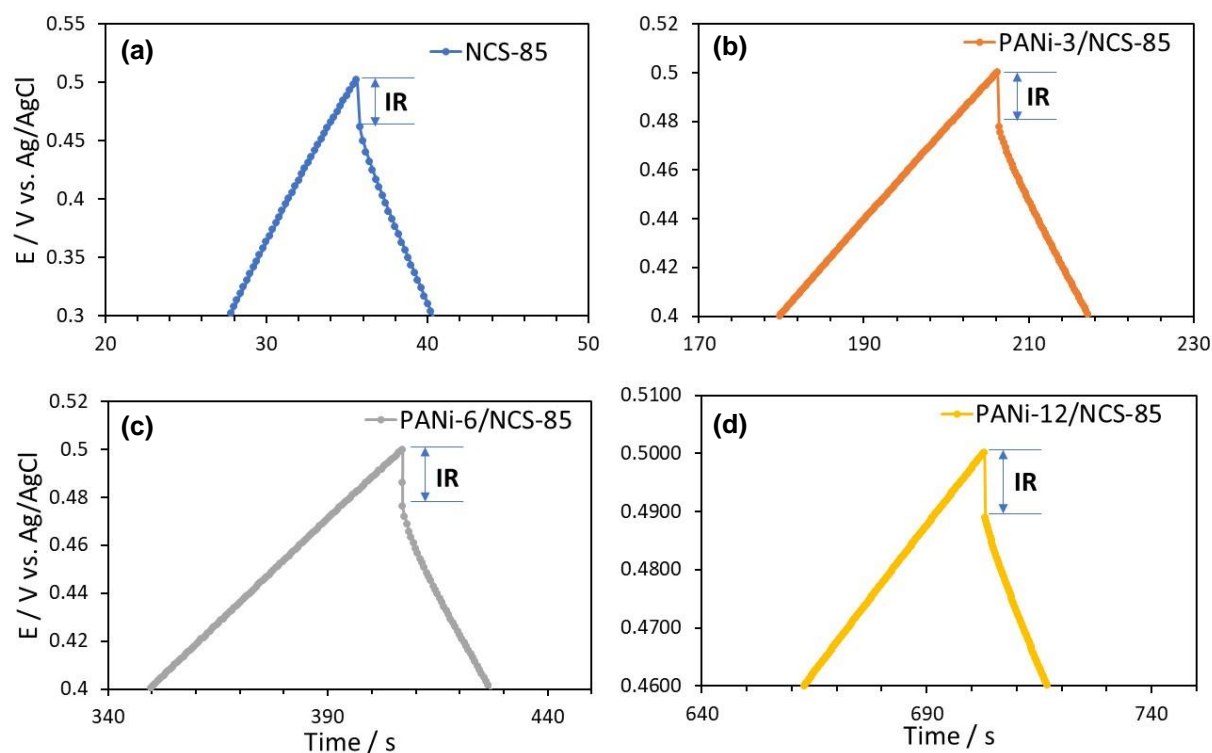 (a)
NCS-85
IR
E / V vs. Ag/AgCl
0.55
0.5
0.45
0.4
0.35
0.3
20 30 40 50
(b)
PANi-3/NCS-85
IR
0.52
0.5
0.48
0.46
0.44
0.42
0.4
170 190 210 230
(c)
PANi-6/NCS-85
IR
E / V vs. Ag/AgCl
0.52
0.5
0.48
0.46
0.44
0.42
0.4
340 390 440
Time / s
(d)
PANi-12/NCS-85
IR
0.5100
0.5000
0.4900
0.4800
0.4700
0.4600
640 690 740
Time / s